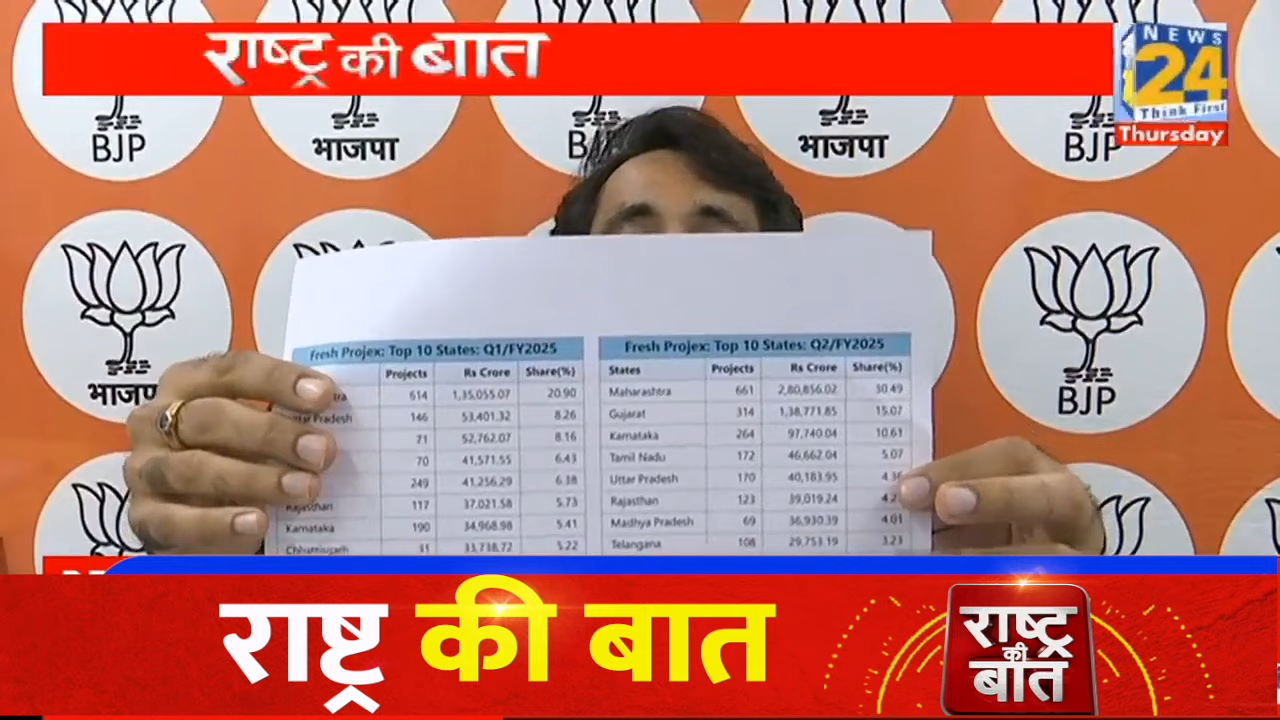 राष्ट्र की बात
NEWS
24
Think First
Thursday
BJP
भाजपा
भाजपा
BJP
BJP
Fresh Projex: Top 10 States: Q1/FY2025
Projects Rs Crore Share(%)
614 1,35,055.07 20.90
Pradesh 146 53,401.32 8.26
71 52,762.07 8.16
70 41,571.55 6.43
249 41,256.29 6.38
Rajasthan 117 37,021.58 5.73
Karnataka 190 34,968.98 5.41
Chhattisgarh 31 33,738.72 5.22
Fresh Projex: Top 10 States: Q2/FY2025
States Projects Rs Crore Share(%)
Maharashtra 661 2,80,856.02 30.49
Gujarat 314 1,38,771.85 15.07
Karnataka 264 97,740.04 10.61
Tamil Nadu 172 46,662.04 5.07
Uttar Pradesh 170 40,183.95
Rajasthan 123 39,019.24
Madhya Pradesh 69 36,930.39 4.01
Telangana 108 29,753.19 3.23
राष्ट्र की बात
राष्ट्र
की
बात